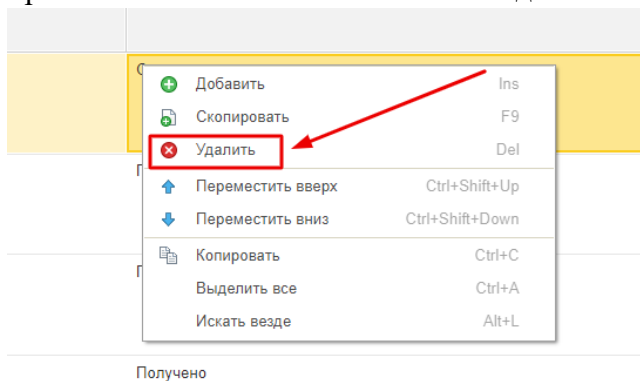 Добавить Ins
Скопировать F9
Удалить Del
Переместить вверх Ctrl+Shift+Up
Переместить вниз Ctrl+Shift+Down
Копировать Ctrl+C
Выделить все Ctrl+A
Искать везде Alt+L
Получено